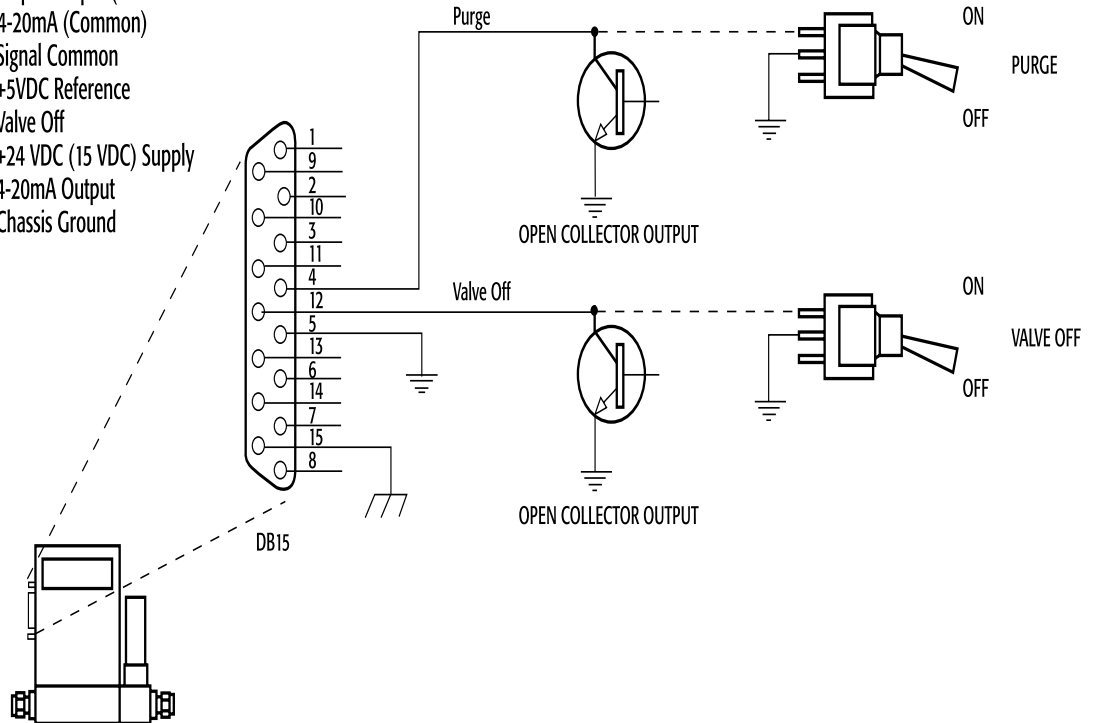 4-20mA (Common)
Signal Common
+5VDC Reference
Valve Off
+24 VDC (15 VDC) Supply
4-20mA Output
Chassis Ground
Purge
ON
PURGE
OFF
OPEN COLLECTOR OUTPUT
1
9
2
10
3
11
4
12
5
13
6
14
7
15
8
Valve Off
ON
VALVE OFF
OFF
OPEN COLLECTOR OUTPUT
DB15